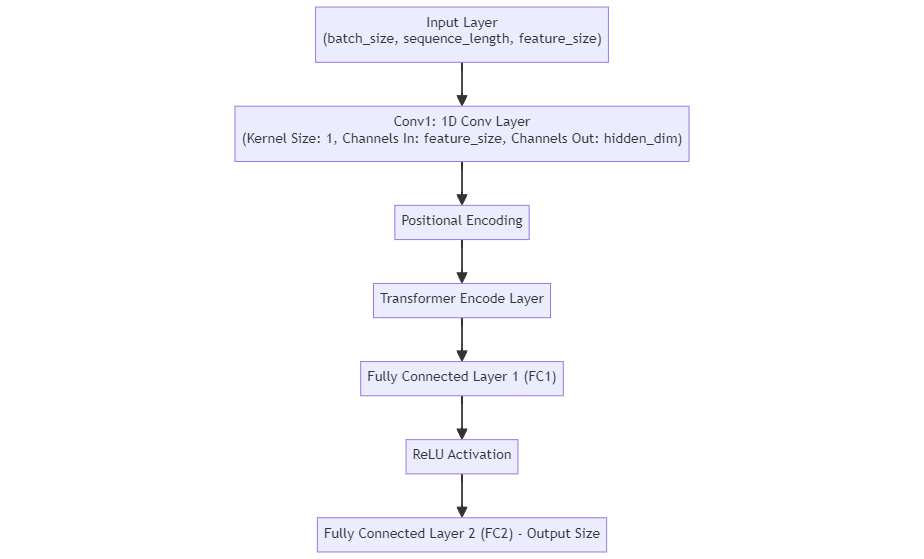 Input Layer
(batch_size, sequence_length, feature_size)
Conv1: 1D Conv Layer
(Kernel Size: 1, Channels In: feature_size, Channels Out: hidden_dim)
Positional Encoding
Transformer Encode Layer
Fully Connected Layer 1 (FC1)
ReLU Activation
Fully Connected Layer 2 (FC2) - Output Size